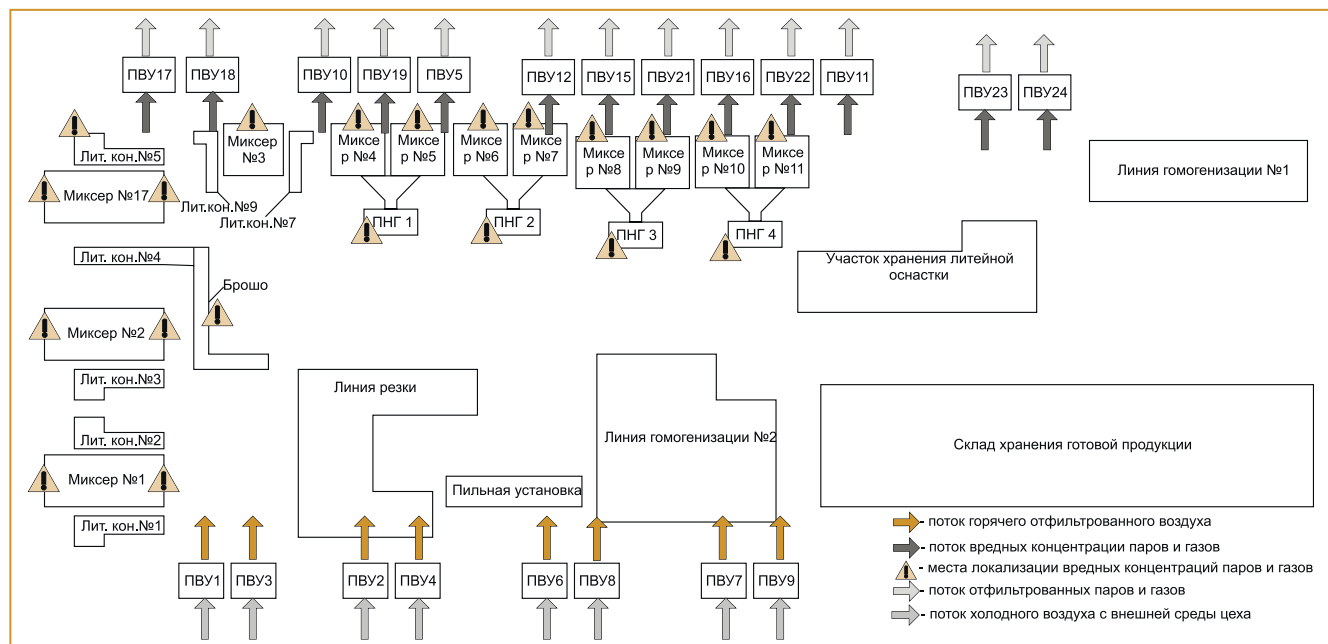 ПВУ17
ПВУ18
ПВУ10
ПВУ19
ПВУ5
ПВУ12
ПВУ15
ПВУ21
ПВУ16
ПВУ22
ПВУ11
ПВУ23
ПВУ24
Лит. кон.№5
Миксер №17
Миксер
№3
Лит.кон.№9
Лит.кон.№7
Миксе
р №4
Миксе
р №5
Миксе
р №6
Миксе
р №7
Миксе
р №8
Миксе
р №9
Миксе
р №10
Миксе
р №11
ПНГ 1
ПНГ 2
ПНГ 3
ПНГ 4
Линия гомогенизации №1
Участок хранения литейной
оснастки
Лит. кон.№4
Брошо
Миксер №2
Лит. кон.№3
Лит. кон.№2
Миксер №1
Лит. кон.№1
Линия резки
Пильная установка
Линия гомогенизации №2
Склад хранения готовой продукции
ПВУ1
ПВУ3
ПВУ2
ПВУ4
ПВУ6
ПВУ8
ПВУ7
ПВУ9
- поток горячего отфильтрованного воздуха
- поток вредных концентрации паров и газов
- места локализации вредных концентраций паров и газов
- поток отфильтрованных паров и газов
- поток холодного воздуха с внешней среды цеха